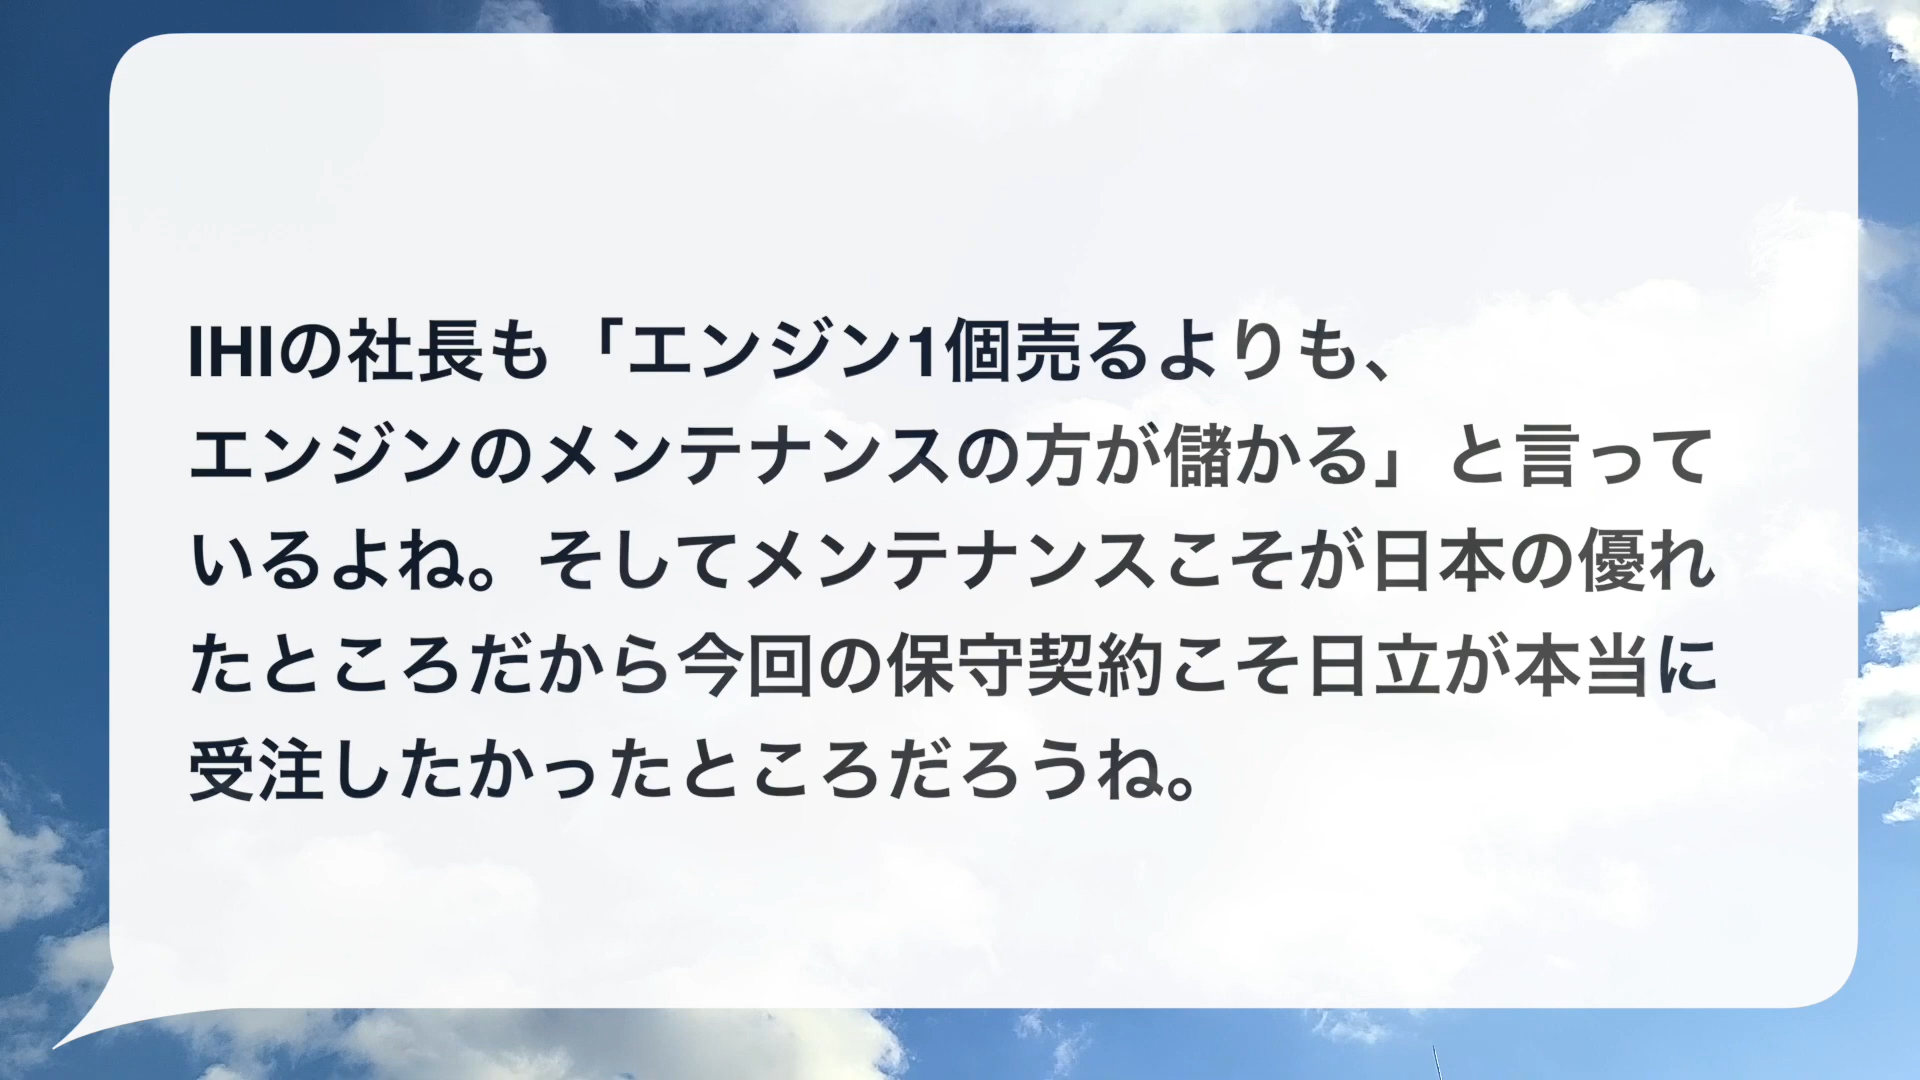 IHIの社長も「エンジン1個売るよりも、
エンジンのメンテナンスの方が儲かる」と言って
いるよね。そしてメンテナンスこそが日本の優れ
たところだから今回の保守契約こそ日立が本当に
受注したかったところだろうね。